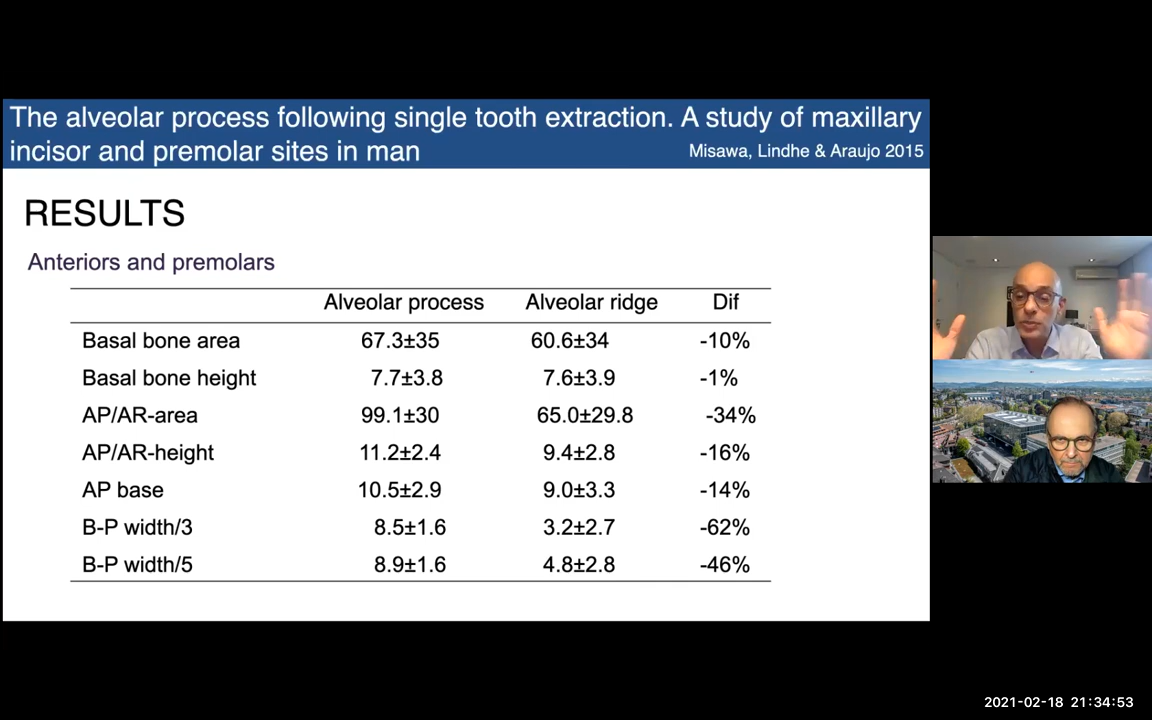 The alveolar process following single tooth extraction. A study of maxillary
incisor and premolar sites in man
Misawa, Lindhe & Araujo 2015
RESULTS
Anteriors and premolars
Alveolar process Alveolar ridge Dif
Basal bone area 67.3±35 60.6±34 -10%
Basal bone height 7.7±3.8 7.6±3.9 -1%
AP/AR-area 99.1±30 65.0±29.8 -34%
AP/AR-height 11.2±2.4 9.4±2.8 -16%
AP base 10.5±2.9 9.0±3.3 -14%
B-P width/3 8.5±1.6 3.2±2.7 -62%
B-P width/5 8.9±1.6 4.8±2.8 -46%
2021-02-18 21:34:53